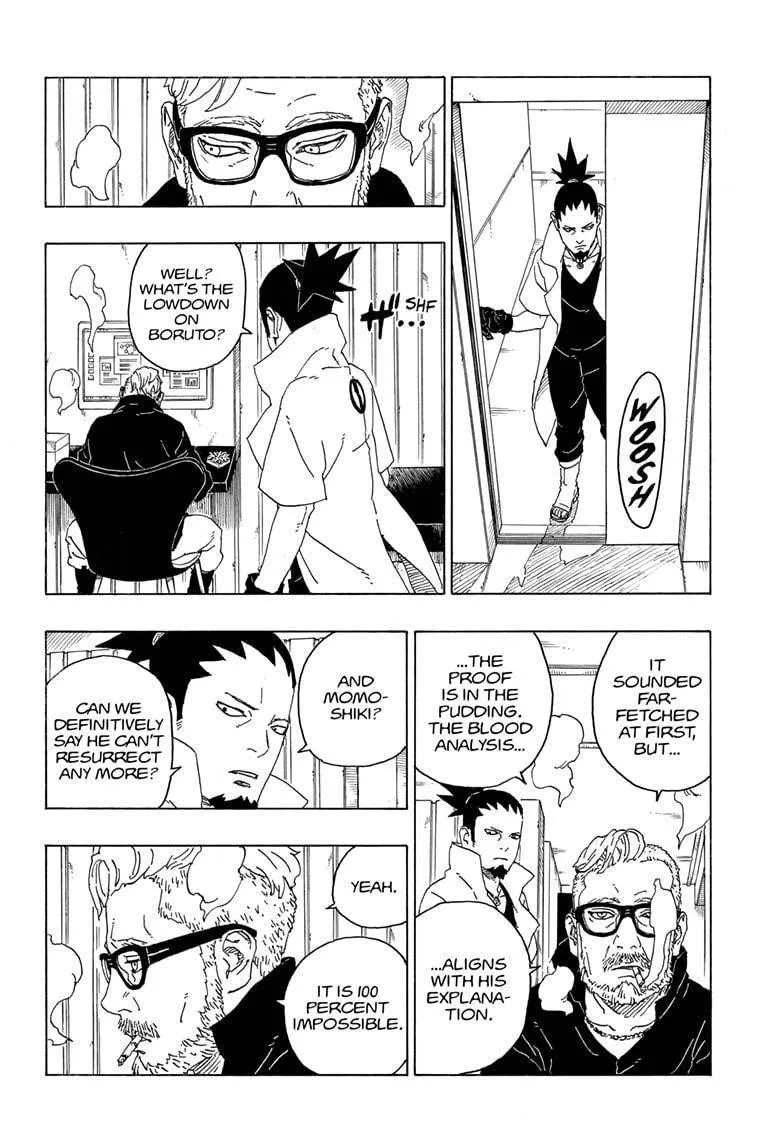 WOOSH
WELL?
WHAT'S THE
LOWDOWN
ON
BORUTO?
SHF
...THE
PROOF
IS IN THE
PUDDING.
THE BLOOD
ANALYSIS...
IT
SOUNDED
FAR-
FETCHED
AT FIRST,
BUT...
...ALIGNS
WITH HIS
EXPLANA-
TION.
AND
MOMO-
SHIKI?
CAN WE
DEFINITIVELY
SAY HE CAN'T
RESURRECT
ANY MORE?
YEAH.
IT IS 100
PERCENT
IMPOSSIBLE.